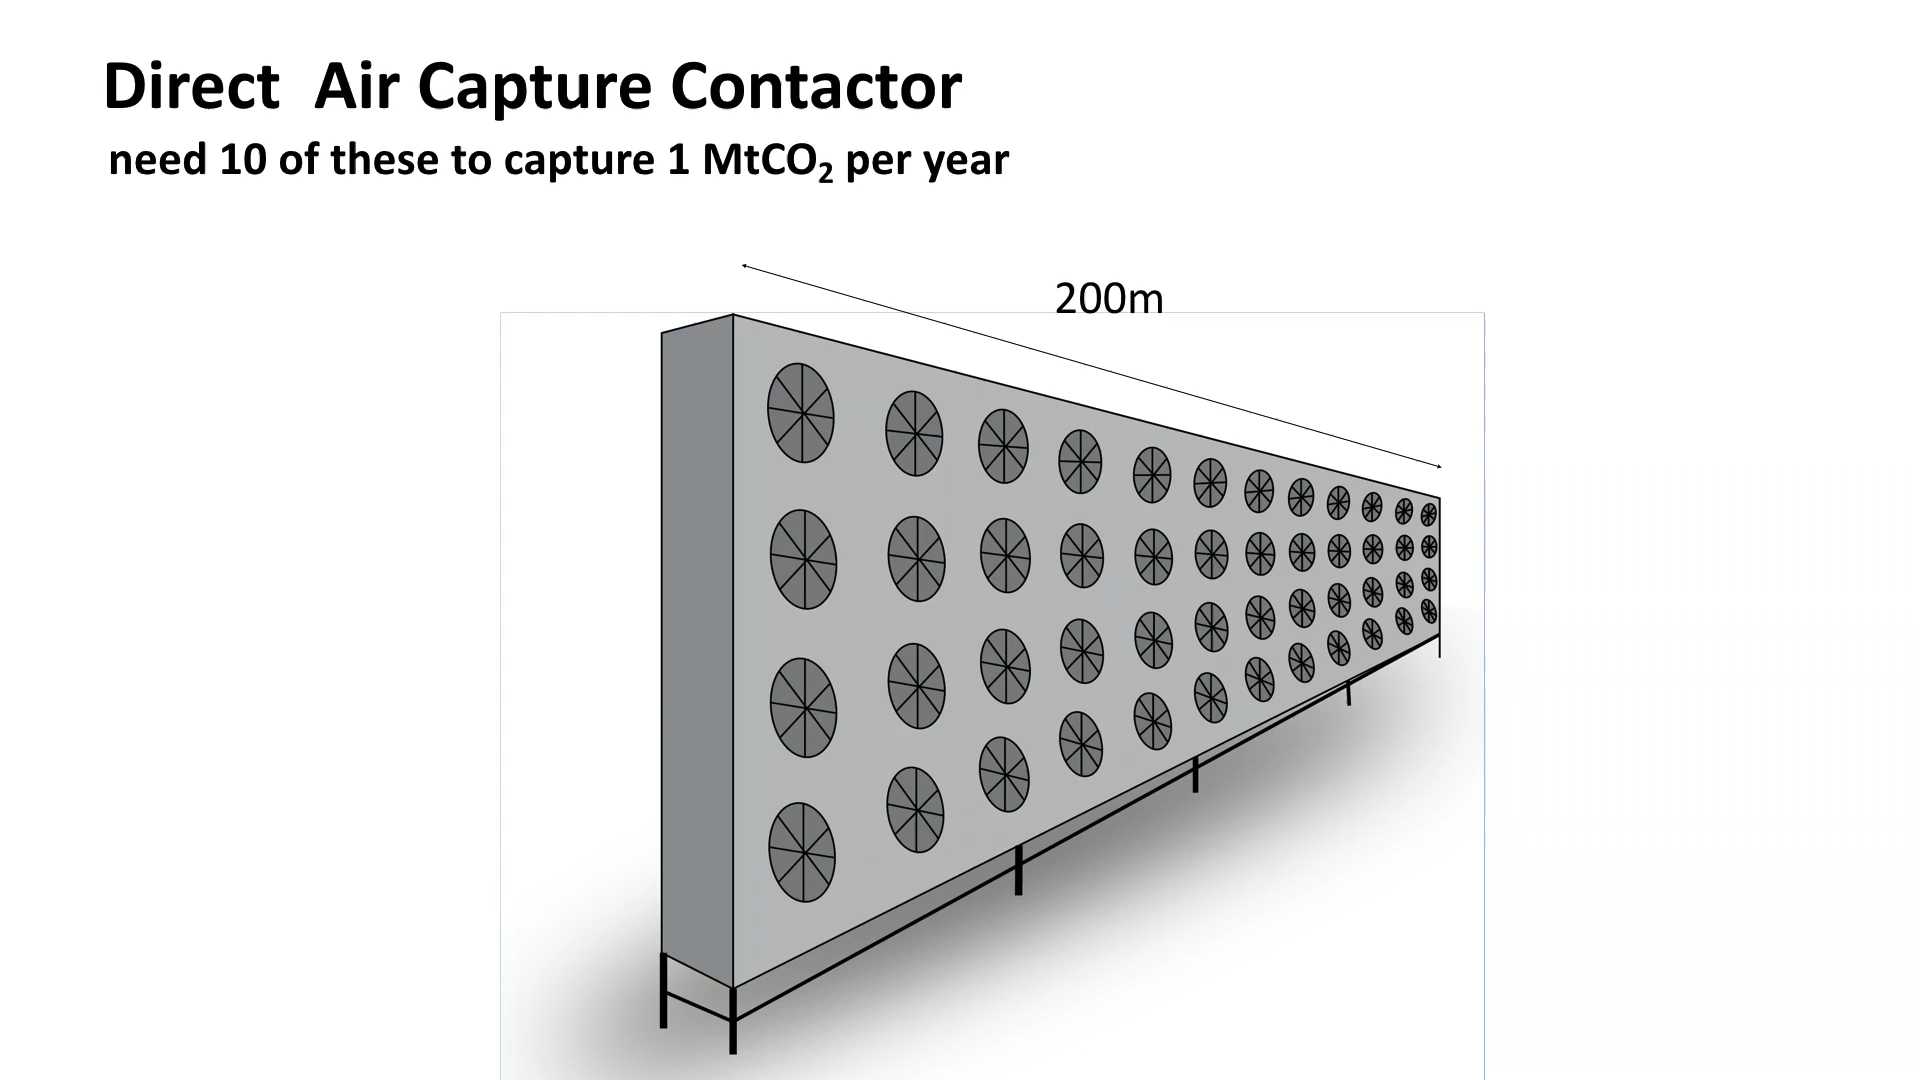 Direct  Air Capture Contactor
need 10 of these to capture 1 MtCO₂ per year
200m